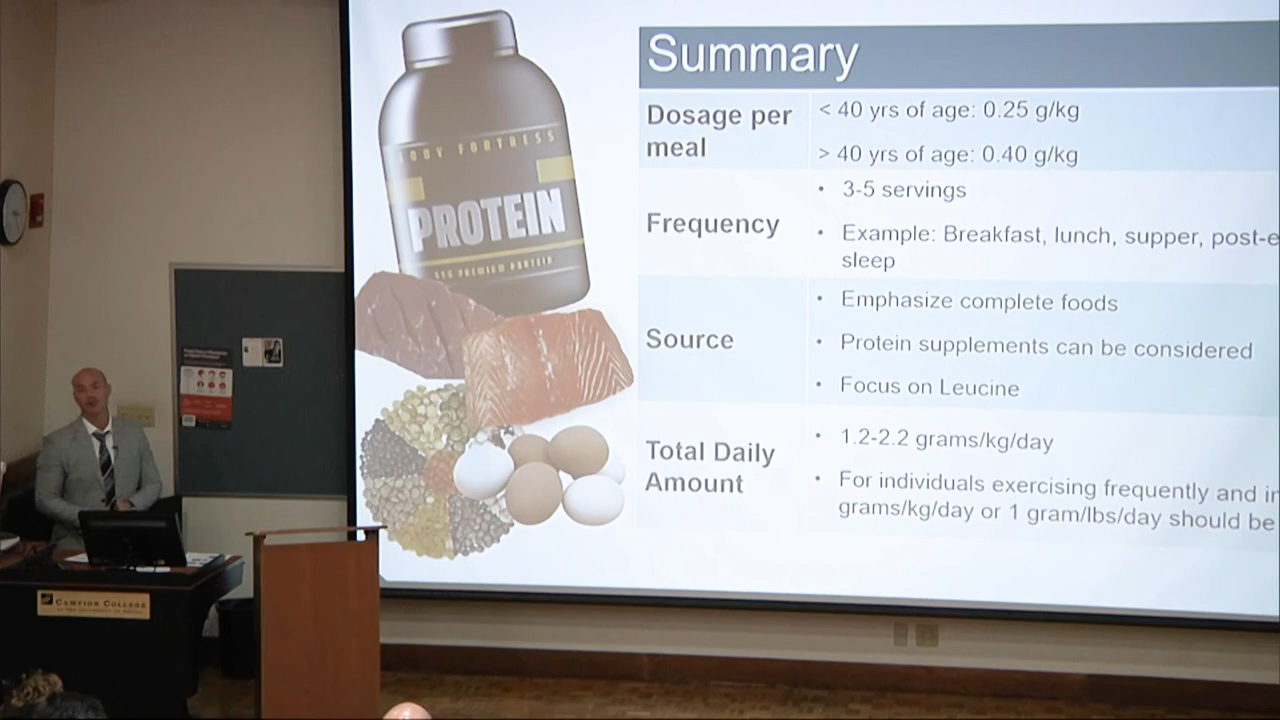 Summary
Dosage per
meal
< 40 yrs of age: 0.25 g/kg
> 40 yrs of age: 0.40 g/kg
Frequency
• 3-5 servings
• Example: Breakfast, lunch, supper, post-e
sleep
Source
• Emphasize complete foods
• Protein supplements can be considered
• Focus on Leucine
Total Daily
Amount
• 1.2-2.2 grams/kg/day
• For individuals exercising frequently and in
grams/kg/day or 1 gram/lbs/day should be
BODY FORTRESS
PROTEIN
PREMIUM PROTEIN
CAMPION COLLEGE